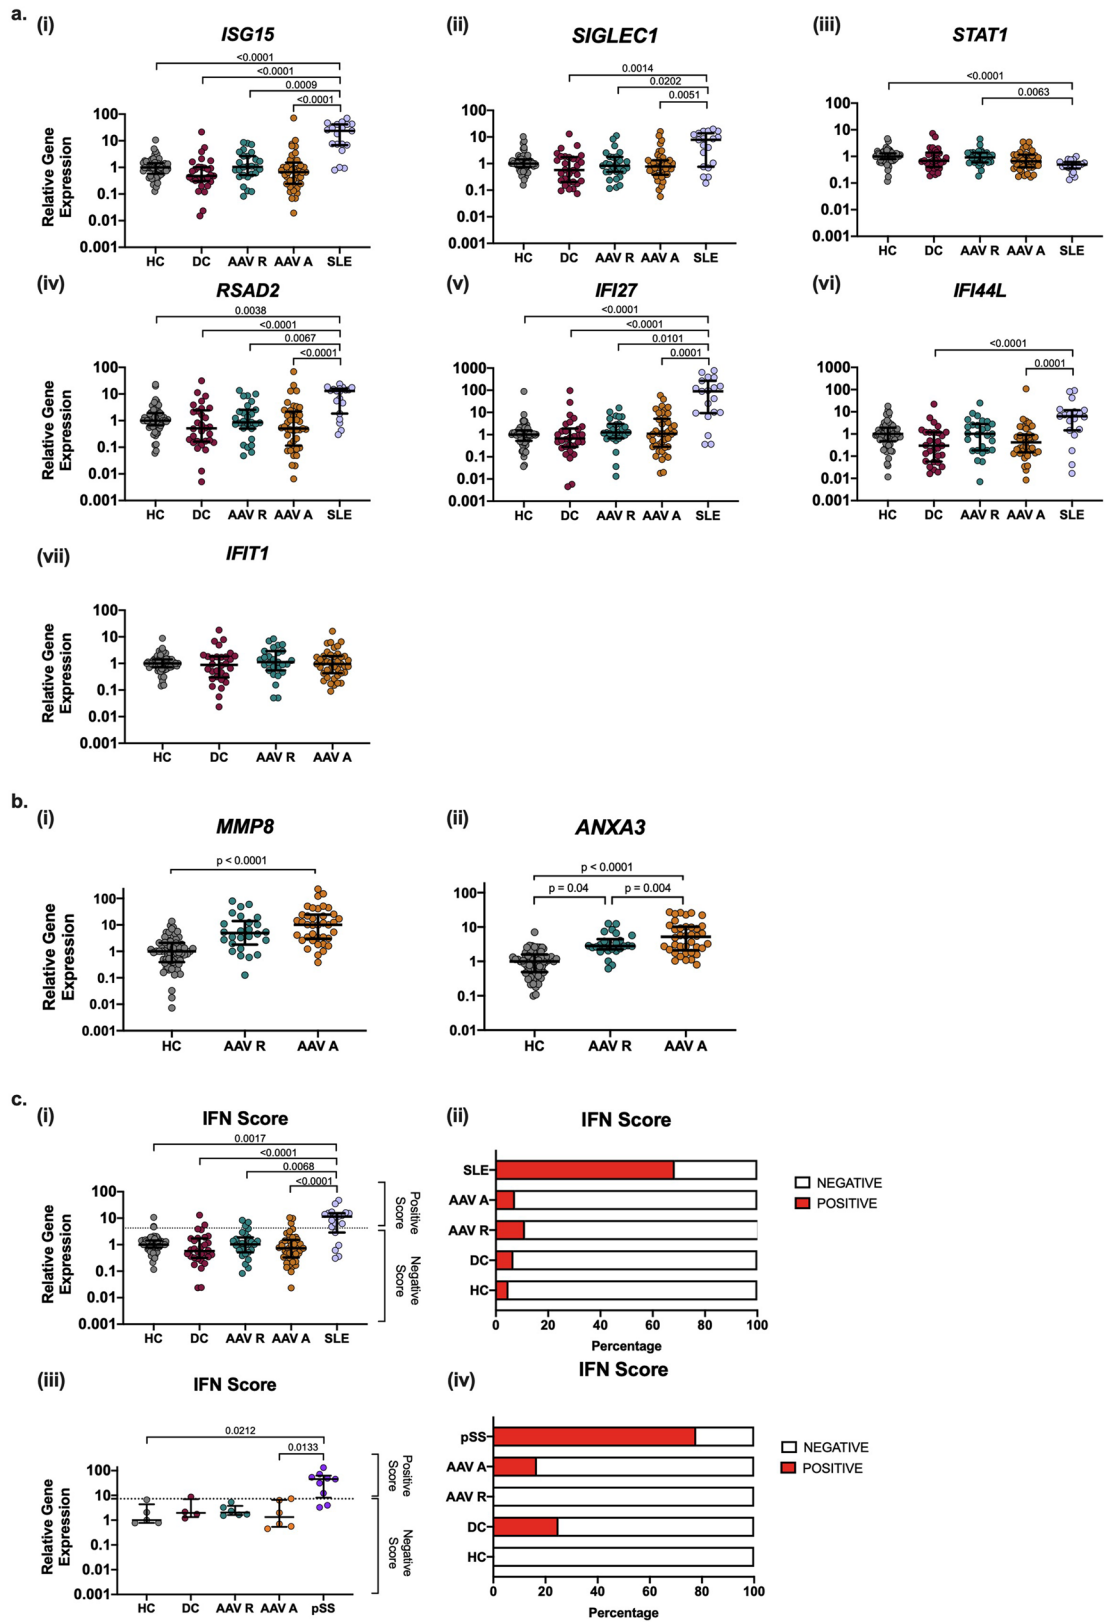 a.
(i)
ISG15
<0.0001
<0.0001
0.0009
<0.0001
Relative Gene
Expression
100
10
1
0.1
0.01
0.001
HC DC AAV R AAV A SLE
(ii)
SIGLEC1
0.0014
0.0202
0.0051
100
10
1
0.1
0.01
0.001
HC DC AAV R AAV A SLE
(iii)
STAT1
<0.0001
0.0063
100
10
1
0.1
0.01
0.001
HC DC AAV R AAV A SLE
(iv)
RSAD2
0.0038
<0.0001
0.0067
<0.0001
Relative Gene
Expression
100
10
1
0.1
0.01
0.001
HC DC AAV R AAV A SLE
(v)
IFI27
<0.0001
<0.0001
0.0101
0.0001
1000
100
10
1
0.1
0.01
0.001
HC DC AAV R AAV A SLE
(vi)
IFI44L
<0.0001
0.0001
1000
100
10
1
0.1
0.01
0.001
HC DC AAV R AAV A SLE
(vii)
IFIT1
Relative Gene
Expression
100
10
1
0.1
0.01
0.001
HC DC AAV R AAV A
b.
(i)
MMP8
p < 0.0001
Relative Gene
Expression
100
10
1
0.1
0.01
0.001
HC AAV R AAV A
(ii)
ANXA3
p < 0.0001
p = 0.04 p = 0.004
100
10
1
0.1
0.01
HC AAV R AAV A
c.
(i)
IFN Score
0.0017
<0.0001
0.0068
<0.0001
Relative Gene
Expression
100
10
1
0.1
0.01
0.001
HC DC AAV R AAV A SLE
Positive
Score
Negative
Score
(ii)
IFN Score
SLE
AAV A
AAV R
DC
HC
0 20 40 60 80 100
Percentage
NEGATIVE
POSITIVE
(iii)
IFN Score
0.0212
0.0133
Relative Gene
Expression
100
10
1
0.1
0.01
0.001
HC DC AAV R AAV A pSS
Positive
Score
Negative
Score
(iv)
IFN Score
pSS
AAV A
AAV R
DC
HC
0 20 40 60 80 100
Percentage
NEGATIVE
POSITIVE